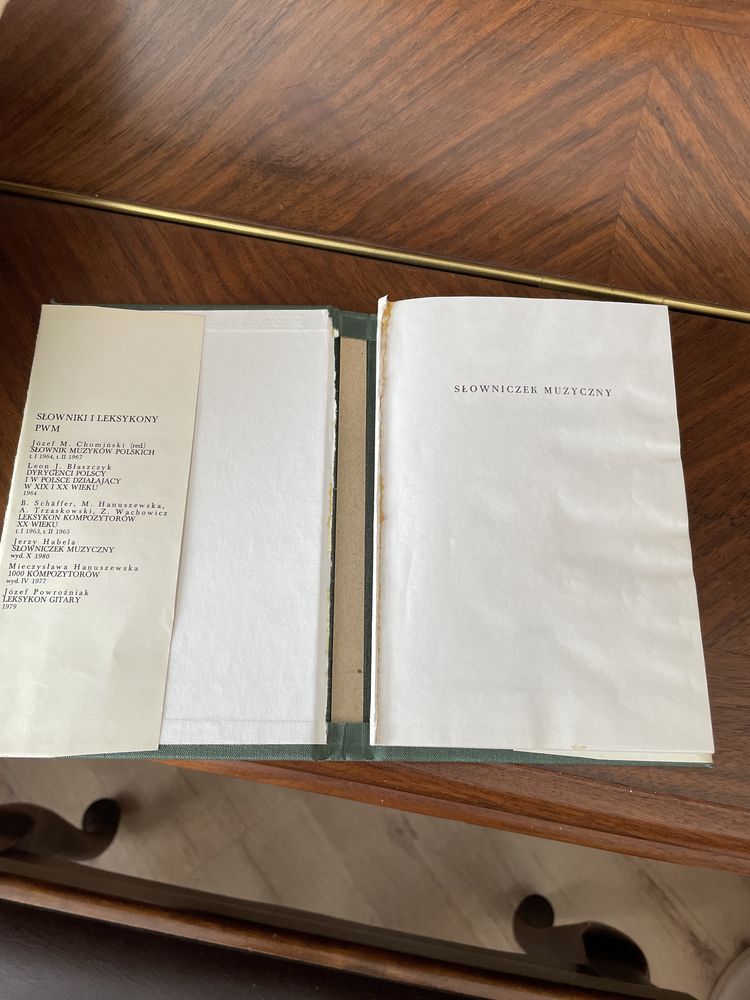 SŁOWNIKI I LEKSYKONY
PWM
Józef M. Chomiński (red.)
SŁOWNIK MUZYKÓW POLSKICH
t. I 1964, t. II 1967
Leon J. Błaszczyk
DYRYGENCI POLSCY
I W POLSCE DZIAŁAJĄCY
W XIX I XX WIEKU
1964
B. Schäffer, M. Hanuszewska,
A. Trzaskowski, Z. Wachowicz
LEKSYKON KOMPOZYTORÓW
XX WIEKU
t. I 1963, t. II 1965
Jerzy Habela
SŁOWNICZEK MUZYCZNY
wyd. X 1980
Mieczysława Hanuszewska
1000 KOMPOZYTORÓW
wyd. IV 1977
Józef Powroźniak
LEKSYKON GITARY
1979
SŁOWNICZEK MUZYCZNY